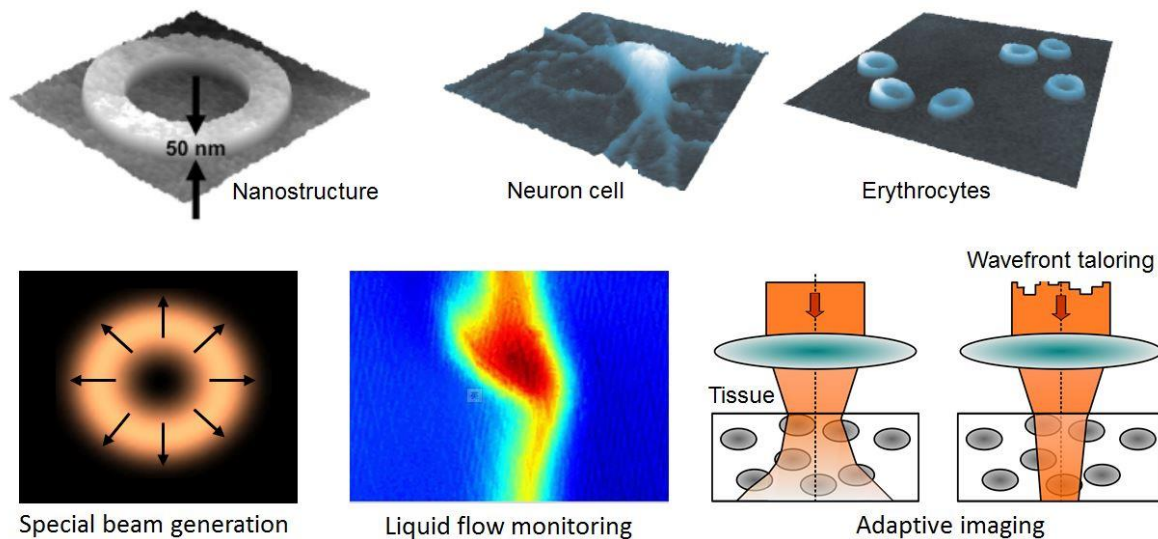 50 nm
Nanostructure
Neuron cell
Erythrocytes
Wavefront taloring
Tissue
Special beam generation
Liquid flow monitoring
Adaptive imaging